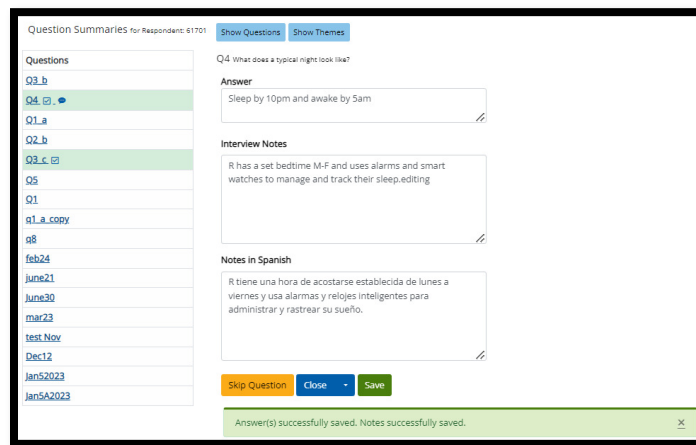 Question Summaries for Respondent: 61701
Show Questions
Show Themes
Questions
Q3_b
Q4
Q1_a
Q2_b
Q3_c
Q5
Q1
q1_a_copy
q8
feb24
june21
June30
mar23
test Nov
Dec12
Jan52023
Jan5A2023
Q4 What does a typical night look like?
Answer
Sleep by 10pm and awake by 5am
Interview Notes
R has a set bedtime M-F and uses alarms and smart
watches to manage and track their sleep.editing
Notes in Spanish
R tiene una hora de acostarse establecida de lunes a
viernes y usa alarmas y relojes inteligentes para
administrar y rastrear su sueño.
Skip Question
Close
Save
Answer(s) successfully saved. Notes successfully saved.
X